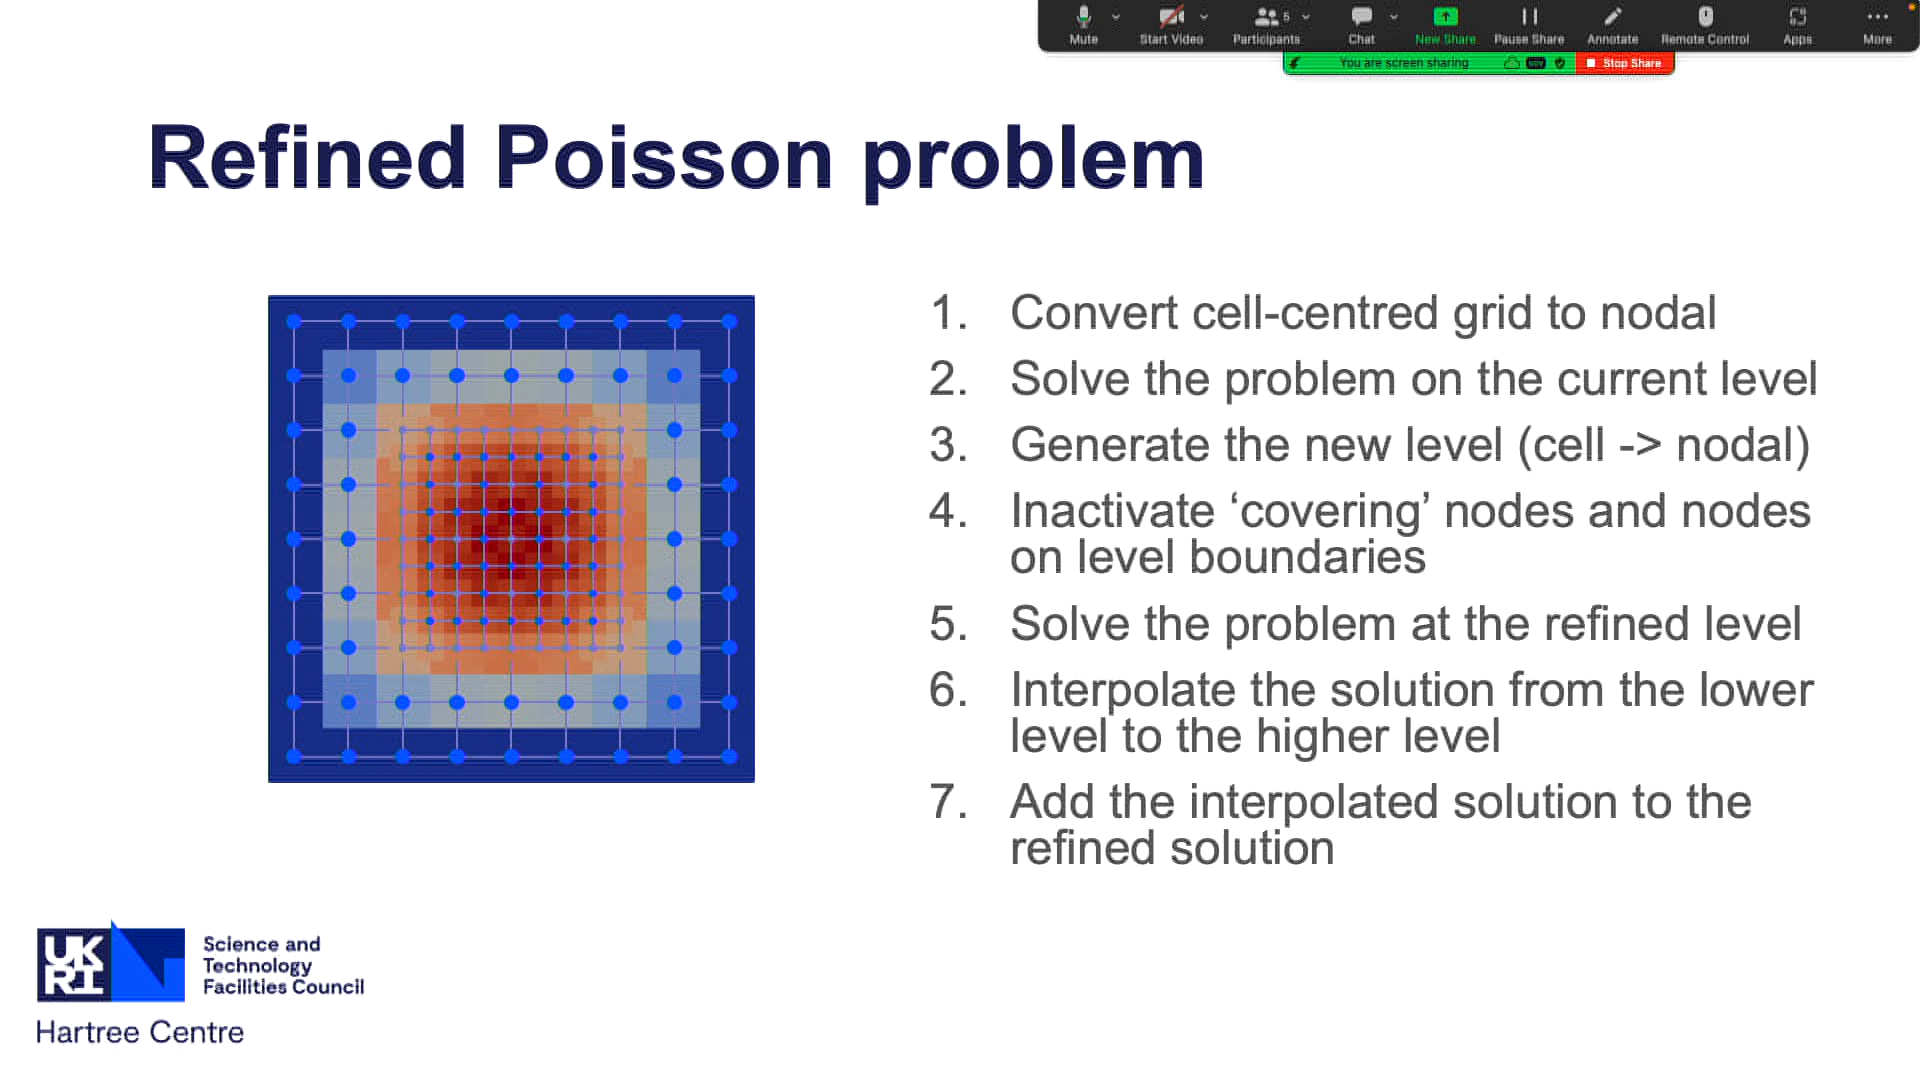 Mute
Start Video
Participants
6
Chat
New Share
Pause Share
Annotate
Remote Control
Apps
More
You are screen sharing
Stop Share
Refined Poisson problem
1. Convert cell-centred grid to nodal
2. Solve the problem on the current level
3. Generate the new level (cell -> nodal)
4. Inactivate ‘covering’ nodes and nodes
on level boundaries
5. Solve the problem at the refined level
6. Interpolate the solution from the lower
level to the higher level
7. Add the interpolated solution to the
refined solution
UK
RI
Science and
Technology
Facilities Council
Hartree Centre